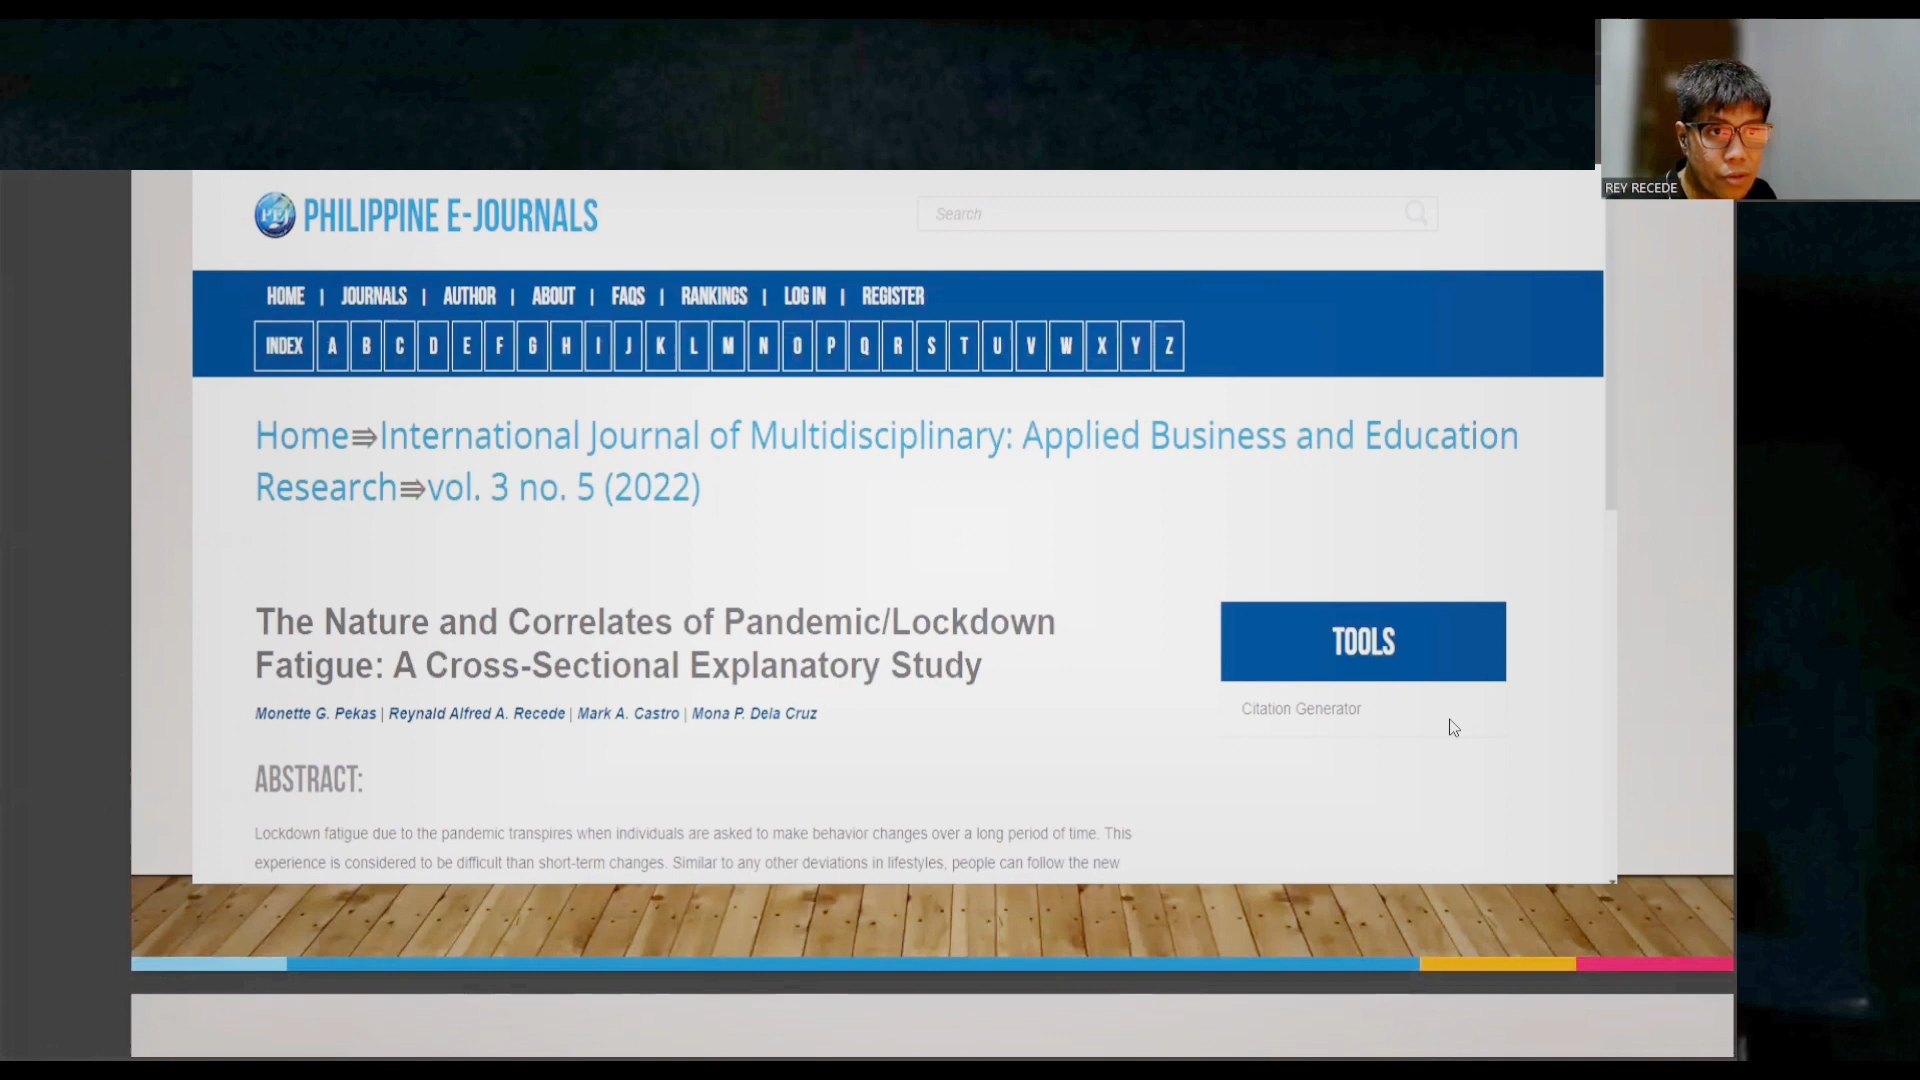 REY RECEDE
PEJ PHILIPPINE E-JOURNALS
Search
HOME | JOURNALS | AUTHOR | ABOUT | FAQS | RANKINGS | LOG IN | REGISTER
INDEX A B C D E F G H I J K L M N O P Q R S T U V W X Y Z
Home⇛International Journal of Multidisciplinary: Applied Business and Education
Research⇛vol. 3 no. 5 (2022)
The Nature and Correlates of Pandemic/Lockdown
Fatigue: A Cross-Sectional Explanatory Study
Monette G. Pekas | Reynald Alfred A. Recede | Mark A. Castro | Mona P. Dela Cruz
TOOLS
Citation Generator
ABSTRACT:
Lockdown fatigue due to the pandemic transpires when individuals are asked to make behavior changes over a long period of time. This
experience is considered to be difficult than short-term changes. Similar to any other deviations in lifestyles, people can follow the new